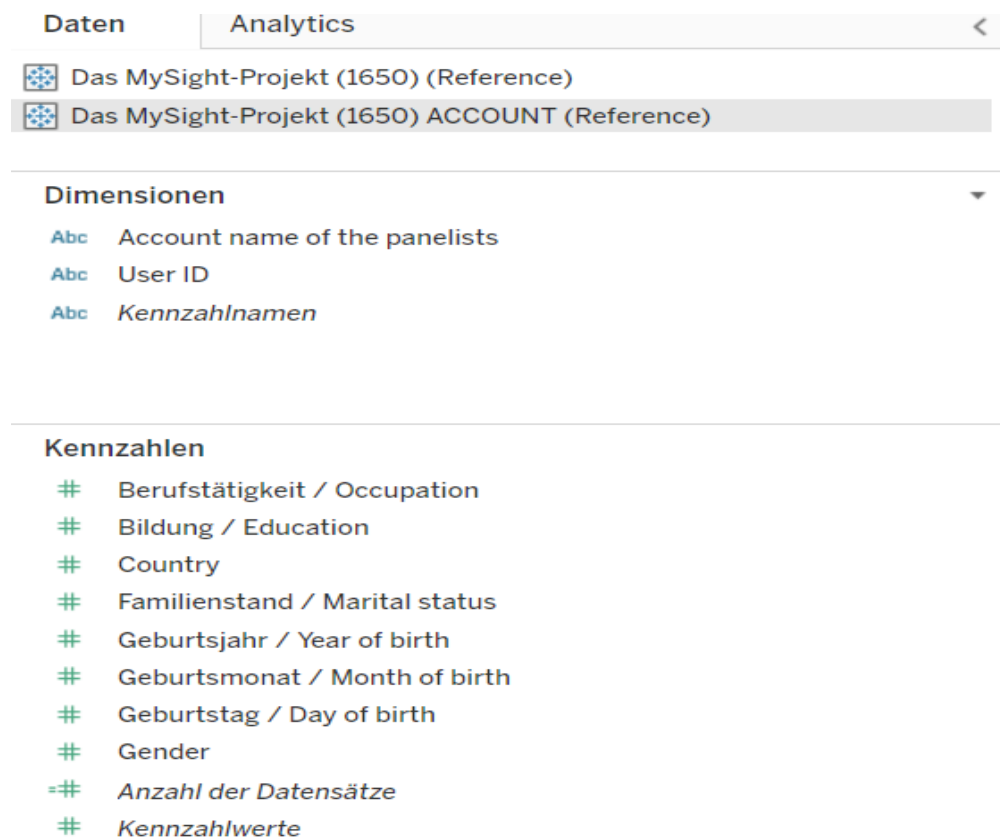 Daten Analytics
Das MySight-Projekt (1650) (Reference)
Das MySight-Projekt (1650) ACCOUNT (Reference)
Dimensionen
Abc Account name of the panelists
Abc User ID
Abc Kennzahlnamen
Kennzahlen
# Berufstätigkeit / Occupation
# Bildung / Education
# Country
# Familienstand / Marital status
# Geburtsjahr / Year of birth
# Geburtsmonat / Month of birth
# Geburtstag / Day of birth
# Gender
=# Anzahl der Datensätze
# Kennzahlwerte